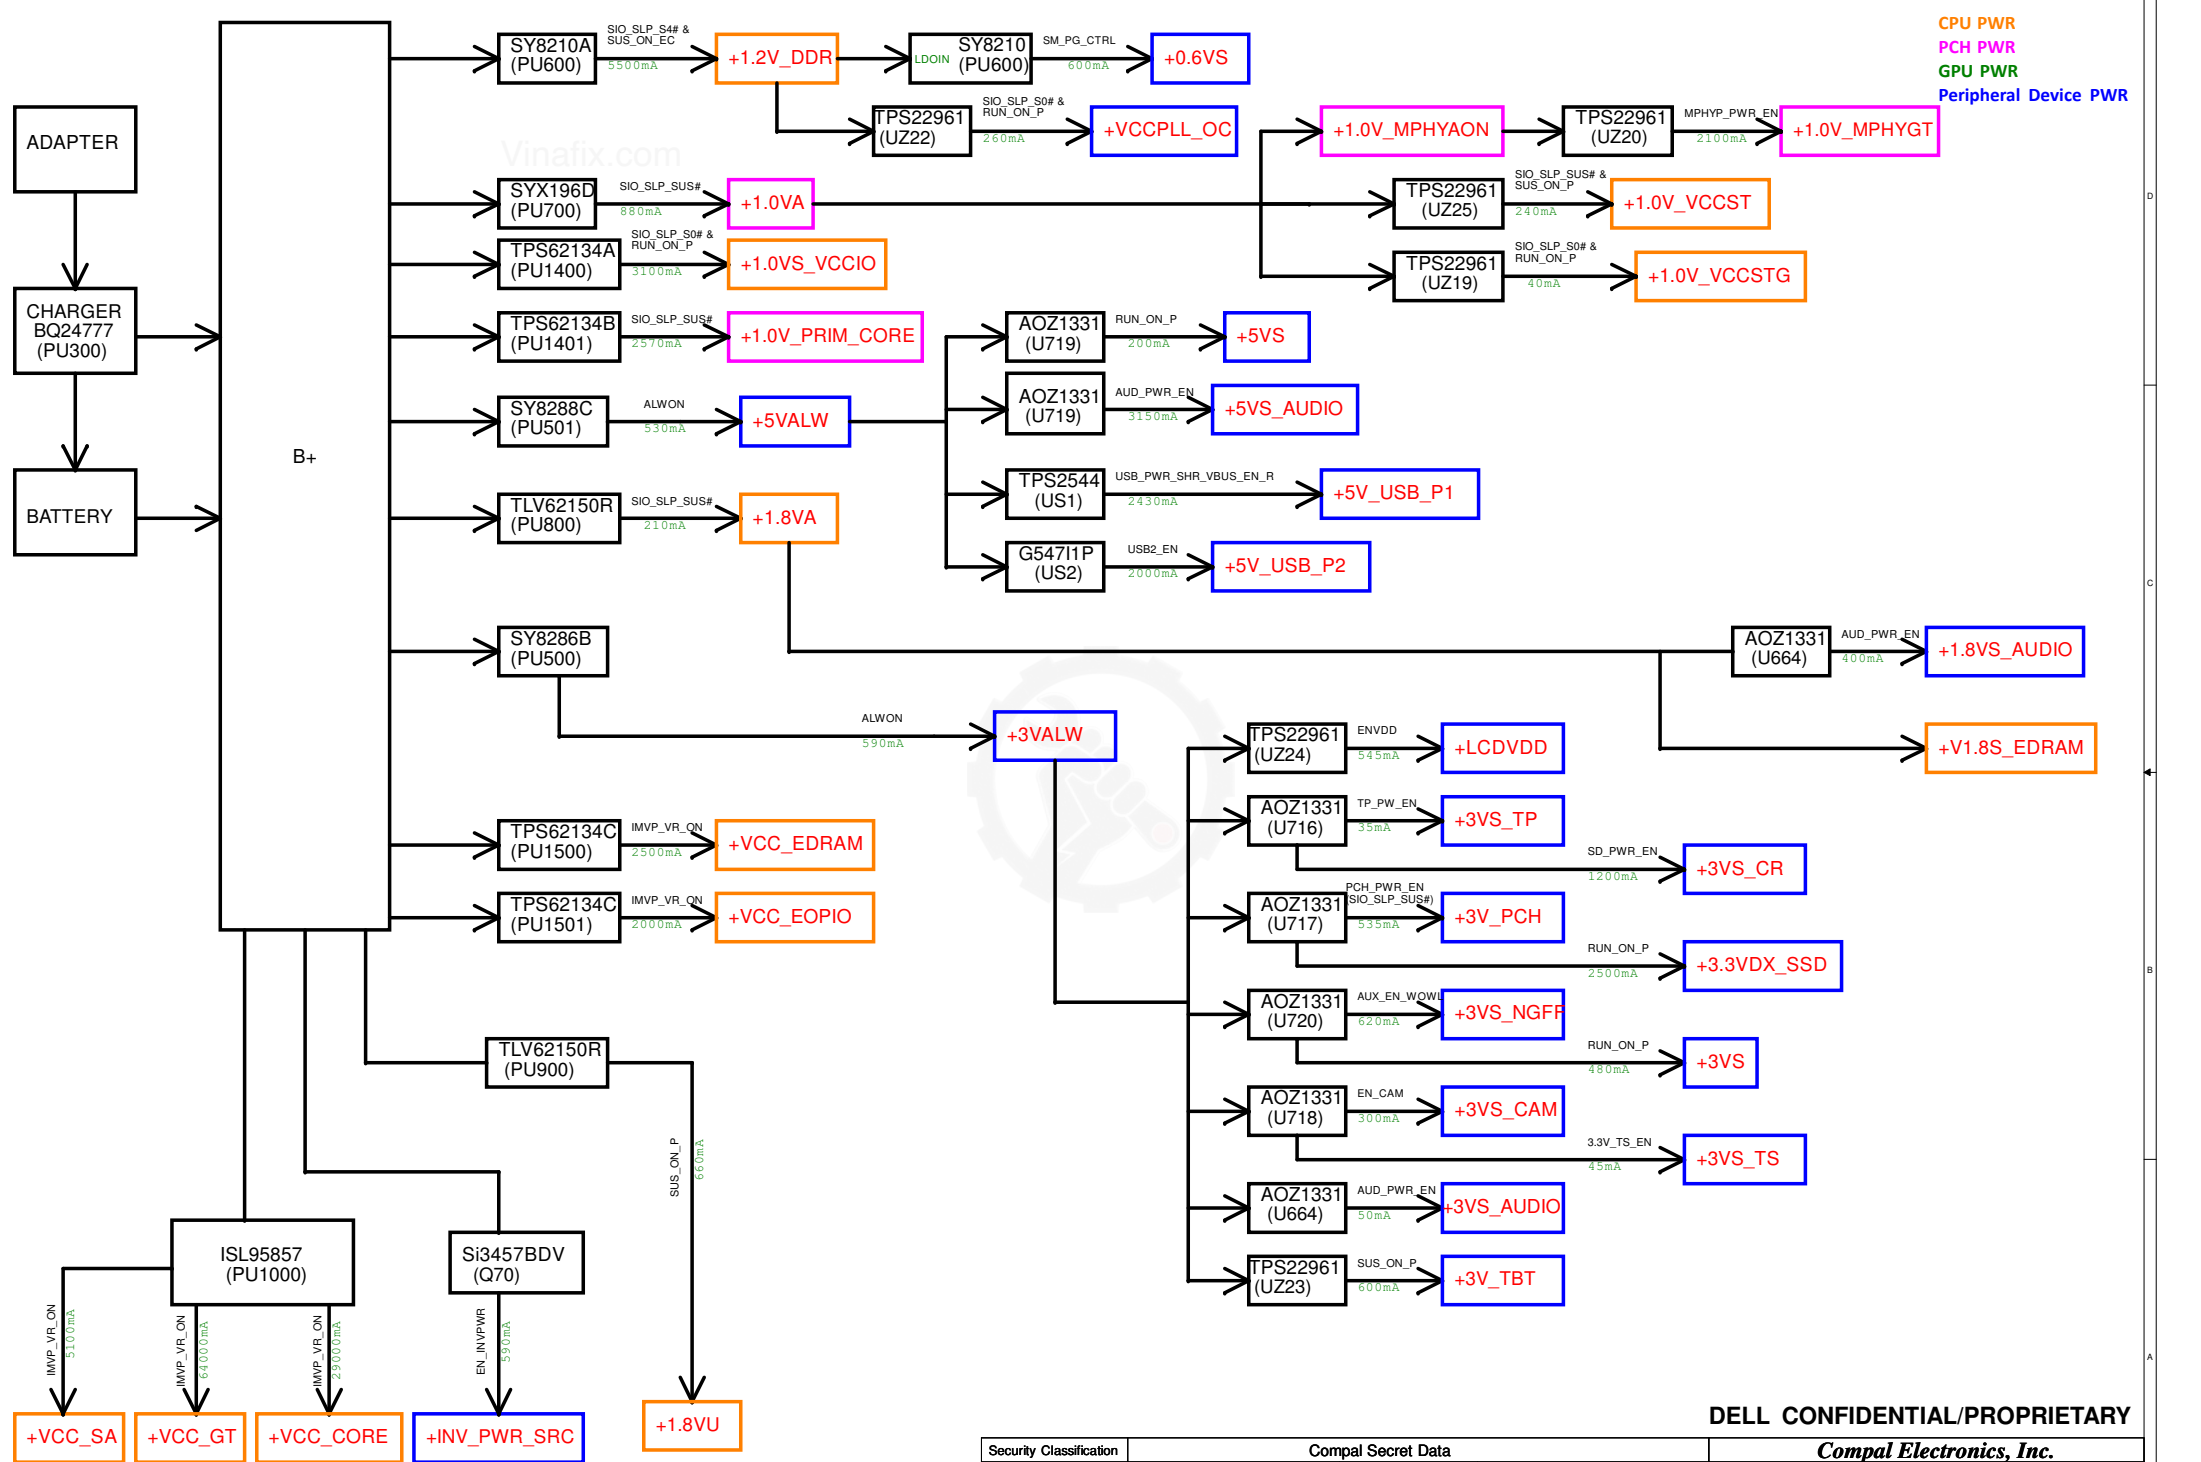 CPU PWR
PCH PWR
GPU PWR
Peripheral Device PWR
ADAPTER
CHARGER
BQ24777
(PU300)
BATTERY
B+
Vinafix.com
SY8210A
(PU600)
SIO_SLP_S4# &
SUS_ON_EC
5500mA
+1.2V_DDR
LDOIN
SY8210
(PU600)
SM_PG_CTRL
600mA
+0.6VS
TPS22961
(UZ22)
SIO_SLP_S0# &
RUN_ON_P
260mA
+VCCPLL_OC
+1.0V_MPHYAON
TPS22961
(UZ20)
MPHYP_PWR_EN
2100mA
+1.0V_MPHYGT
SYX196D
(PU700)
SIO_SLP_SUS#
880mA
+1.0VA
TPS22961
(UZ25)
SIO_SLP_SUS# &
SUS_ON_P
240mA
+1.0V_VCCST
TPS62134A
(PU1400)
SIO_SLP_S0# &
RUN_ON_P
3100mA
+1.0VS_VCCIO
TPS22961
(UZ19)
SIO_SLP_S0# &
RUN_ON_P
40mA
+1.0V_VCCSTG
TPS62134B
(PU1401)
SIO_SLP_SUS#
2570mA
+1.0V_PRIM_CORE
AOZ1331
(U719)
RUN_ON_P
200mA
+5VS
SY8288C
(PU501)
ALWON
530mA
+5VALW
AOZ1331
(U719)
AUD_PWR_EN
3150mA
+5VS_AUDIO
TPS2544
(US1)
USB_PWR_SHR_VBUS_EN_R
2430mA
+5V_USB_P1
TLV62150R
(PU800)
SIO_SLP_SUS#
210mA
+1.8VA
G547I1P
(US2)
USB2_EN
2000mA
+5V_USB_P2
SY8286B
(PU500)
AOZ1331
(U664)
AUD_PWR_EN
400mA
+1.8VS_AUDIO
ALWON
590mA
+3VALW
TPS22961
(UZ24)
ENVDD
545mA
+LCDVDD
+V1.8S_EDRAM
AOZ1331
(U716)
TP_PW_EN
35mA
+3VS_TP
SD_PWR_EN
1200mA
+3VS_CR
TPS62134C
(PU1500)
IMVP_VR_ON
2500mA
+VCC_EDRAM
TPS62134C
(PU1501)
IMVP_VR_ON
2000mA
+VCC_EOPIO
AOZ1331
(U717)
PCH_PWR_EN
(SIO_SLP_SUS#)
535mA
+3V_PCH
RUN_ON_P
2500mA
+3.3VDX_SSD
AOZ1331
(U720)
AUX_EN_WOWL
620mA
+3VS_NGFF
RUN_ON_P
480mA
+3VS
TLV62150R
(PU900)
AOZ1331
(U718)
EN_CAM
300mA
+3VS_CAM
3.3V_TS_EN
45mA
+3VS_TS
SUS_ON_P
660mA
AOZ1331
(U664)
AUD_PWR_EN
50mA
+3VS_AUDIO
TPS22961
(UZ23)
SUS_ON_P
600mA
+3V_TBT
ISL95857
(PU1000)
Si3457BDV
(Q70)
IMVP_VR_ON
5100mA
IMVP_VR_ON
64000mA
IMVP_VR_ON
29000mA
EN_INVPWR
590mA
+VCC_SA
+VCC_GT
+VCC_CORE
+INV_PWR_SRC
+1.8VU
D
C
B
A
DELL CONFIDENTIAL/PROPRIETARY
Security Classification
Compal Secret Data
Compal Electronics, Inc.